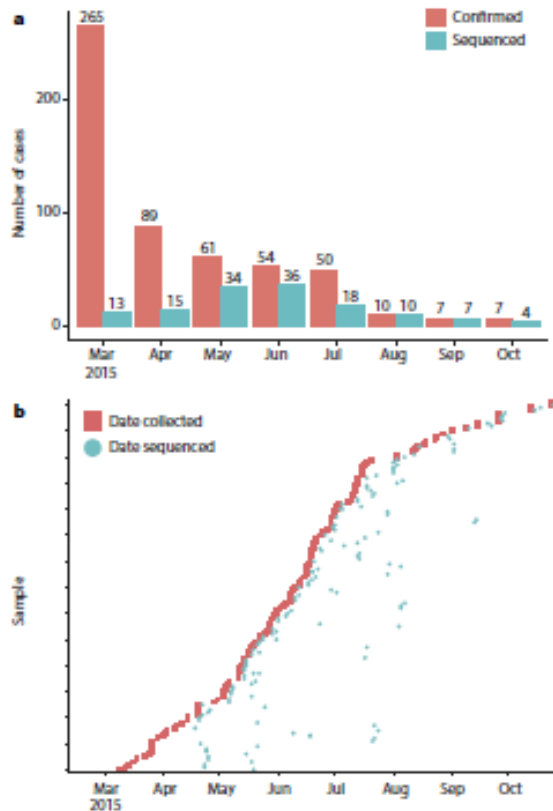 a
265
Confirmed
Sequenced
200
Number of cases
100
89
61
54
50
34
36
13
15
18
10
10
7
7
7
4
0
Mar
2015
Apr
May
Jun
Jul
Aug
Sep
Oct
b
Date collected
Date sequenced
Sample
Mar
2015
Apr
May
Jun
Jul
Aug
Sep
Oct